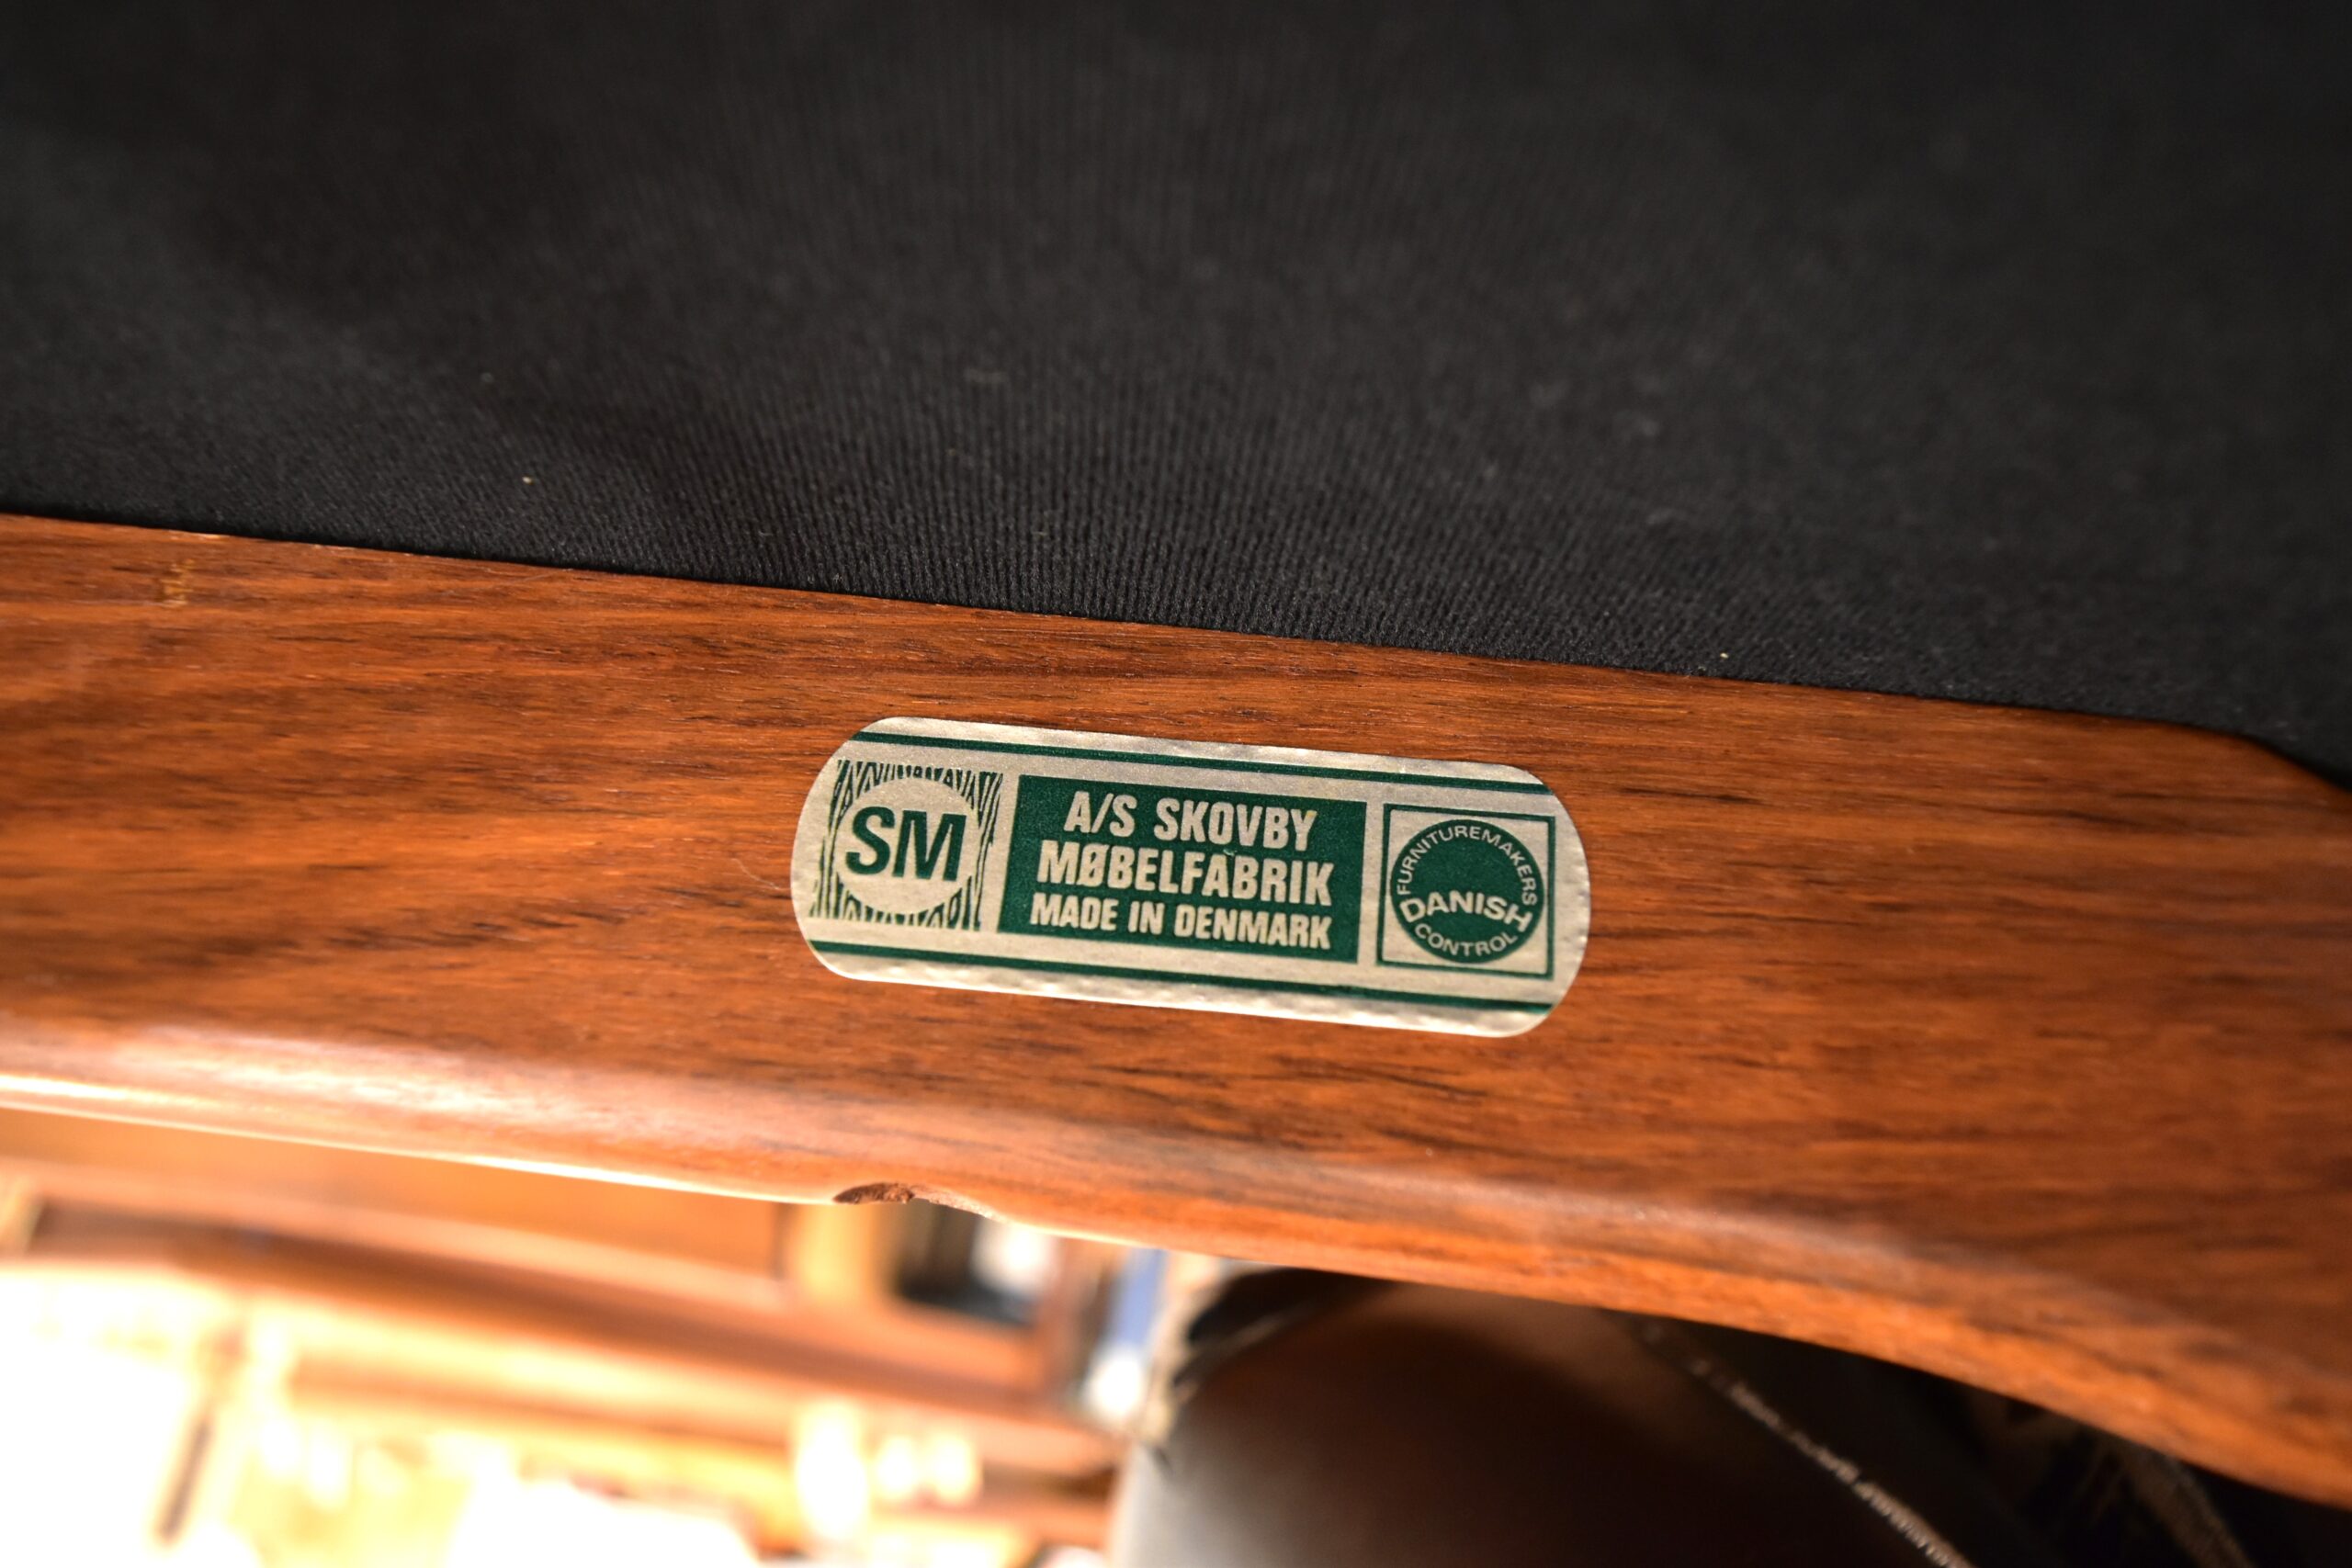 SM
A/S SKOVBY
MØBELFABRIK
MADE IN DENMARK
FURNITUREMAKERS
DANISH
CONTROL